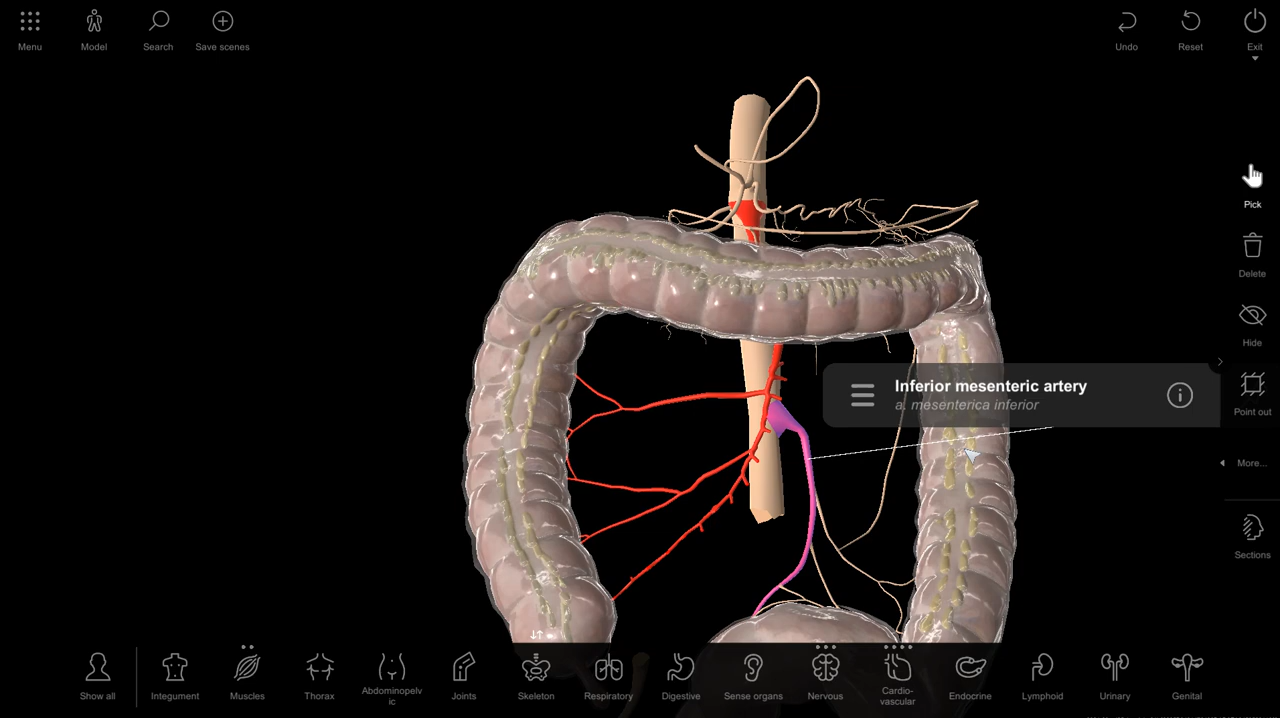 Menu
Model
Search
Save scenes
Undo
Reset
Exit
Pick
Delete
Hide
Inferior mesenteric artery
a. mesenterica inferior
Point out
More...
Sections
Show all
Integument
Muscles
Thorax
Abdominopelv
ic
Joints
Skeleton
Respiratory
Digestive
Sense organs
Nervous
Cardio-
vascular
Endocrine
Lymphoid
Urinary
Genital